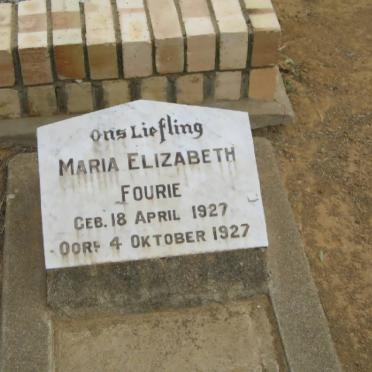 Ons Liefling
MARIA ELIZABETH
FOURIE
GEB. 18 APRIL 1927
OORL 4 OKTOBER 1927